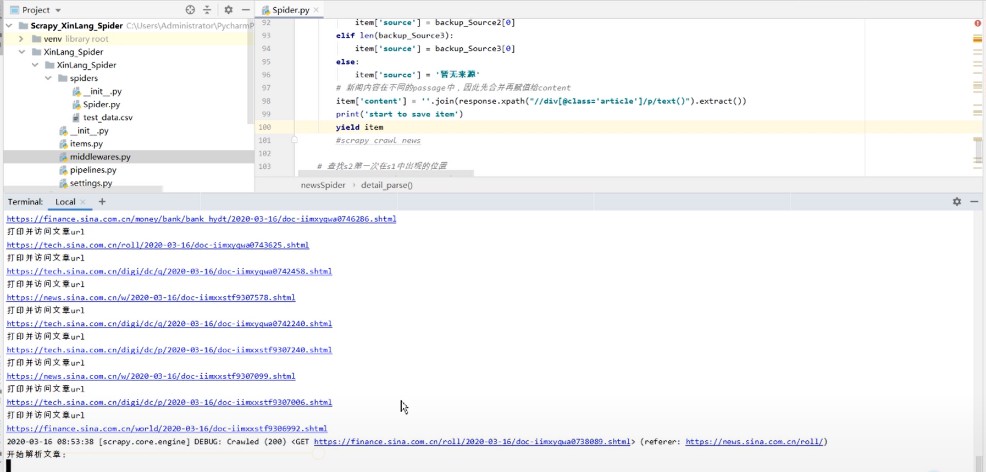 Project
Scrapy_XinLang_Spider C:\Users\Administrator\PycharmP
venv library root
XinLang_Spider
XinLang_Spider
spiders
__init__.py
Spider.py
test_data.csv
__init__.py
items.py
middlewares.py
pipelines.py
settings.py
Spider.py
92 item['source'] = backup_Source2[0]
93 elif len(backup_Source3):
94 item['source'] = backup_Source3[0]
95 else:
96 item['source'] = '暂无来源'
97 # 新闻内容在不同的passage中，因此先合并再赋值给content
98 item['content'] = ''.join(response.xpath("//div[@class='article']/p/text()").extract())
99 print('start to save item')
100 yield item
101 #scrapy crawl news
102
103 # 查找s2第一次在s1中出现的位置
newsSpider > detail_parse()
Terminal: Local × +
https://finance.sina.com.cn/money/bank/bank_hydt/2020-03-16/doc-iimxyqwa0746286.shtml
打印并访问文章url
https://tech.sina.com.cn/roll/2020-03-16/doc-iimxyqwa0743625.shtml
打印并访问文章url
https://tech.sina.com.cn/digi/dc/q/2020-03-16/doc-iimxyqwa0742458.shtml
打印并访问文章url
https://news.sina.com.cn/w/2020-03-16/doc-iimxxstf9307578.shtml
打印并访问文章url
https://tech.sina.com.cn/digi/dc/q/2020-03-16/doc-iimxyqwa0742240.shtml
打印并访问文章url
https://tech.sina.com.cn/digi/dc/p/2020-03-16/doc-iimxxstf9307240.shtml
打印并访问文章url
https://news.sina.com.cn/w/2020-03-16/doc-iimxxstf9307099.shtml
打印并访问文章url
https://tech.sina.com.cn/digi/dc/p/2020-03-16/doc-iimxxstf9307006.shtml
打印并访问文章url
https://finance.sina.com.cn/world/2020-03-16/doc-iimxxstf9306992.shtml
2020-03-16 08:53:38 [scrapy.core.engine] DEBUG: Crawled (200) <GET https://finance.sina.com.cn/roll/2020-03-16/doc-iimxyqwa0738089.shtml> (referer: https://news.sina.com.cn/roll/)
开始解析文章: